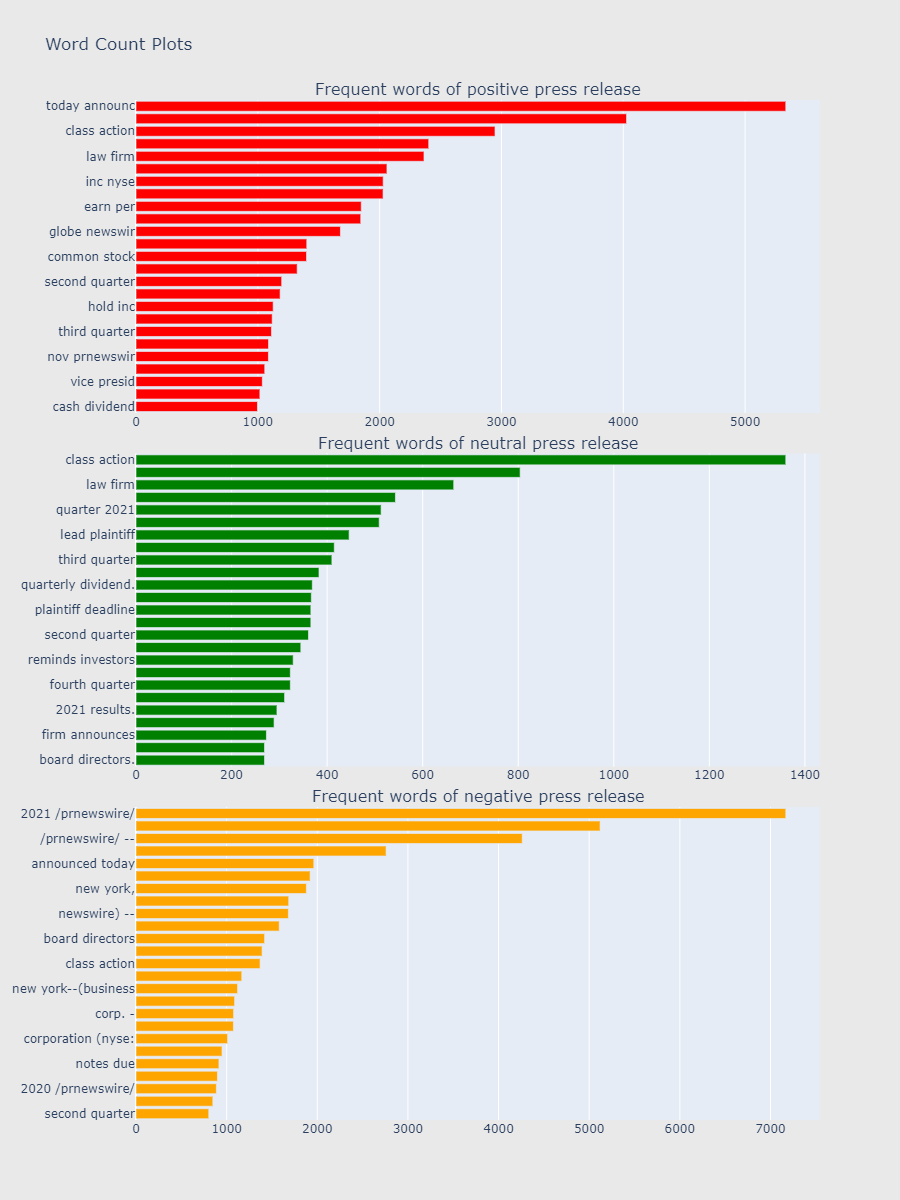 Word Count Plots
Frequent words of positive press release
today announc
class action
law firm
inc nyse
earn per
globe newswir
common stock
second quarter
hold inc
third quarter
nov prnewswir
vice presid
cash dividend
0 1000 2000 3000 4000 5000
Frequent words of neutral press release
class action
law firm
quarter 2021
lead plaintiff
third quarter
quarterly dividend.
plaintiff deadline
second quarter
reminds investors
fourth quarter
2021 results.
firm announces
board directors.
0 200 400 600 800 1000 1200 1400
Frequent words of negative press release
2021 /prnewswire/
/prnewswire/ --
announced today
new york,
newswire) --
board directors
class action
new york--(business
corp. -
corporation (nyse:
notes due
2020 /prnewswire/
second quarter
0 1000 2000 3000 4000 5000 6000 7000